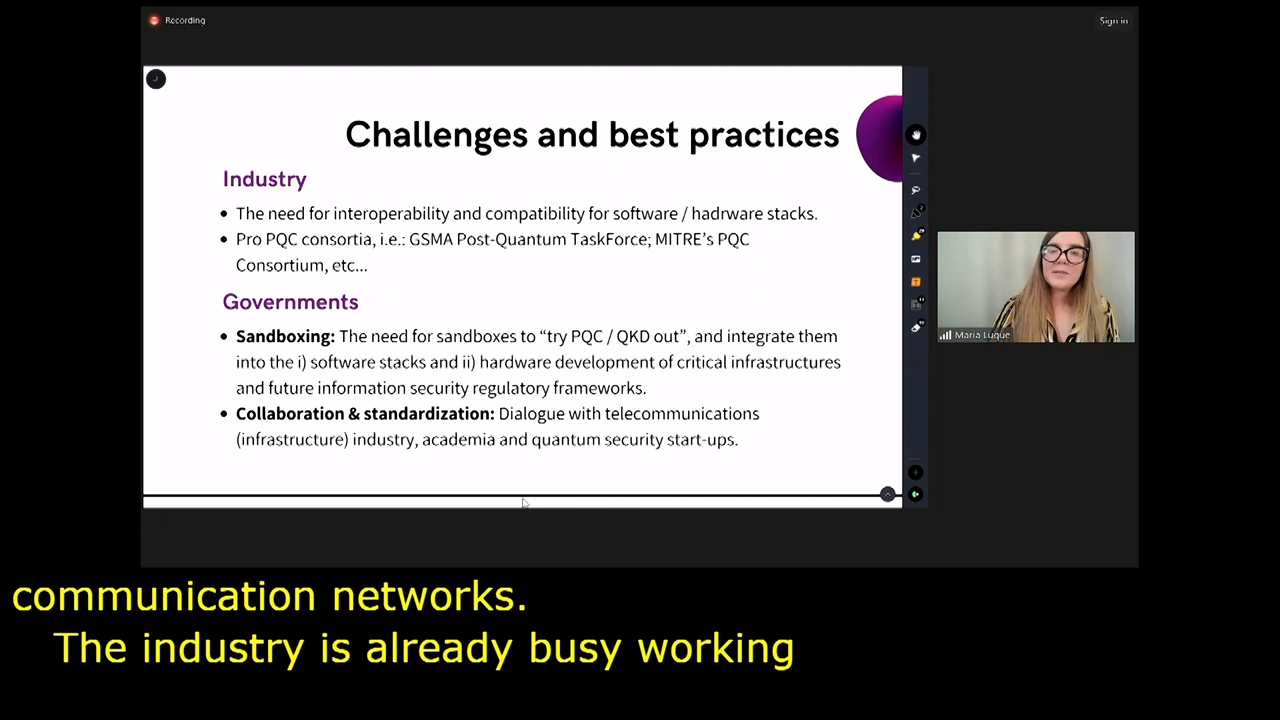 Recording
Sign in
Challenges and best practices
Industry
The need for interoperability and compatibility for software / hadrware stacks.
Pro PQC consortia, i.e.: GSMA Post-Quantum TaskForce; MITRE's PQC
Consortium, etc...
Governments
Sandboxing: The need for sandboxes to “try PQC / QKD out”, and integrate them
into the i) software stacks and ii) hardware development of critical infrastructures
and future information security regulatory frameworks.
Collaboration & standardization: Dialogue with telecommunications
(infrastructure) industry, academia and quantum security start-ups.
Maria Luque
communication networks.
The industry is already busy working